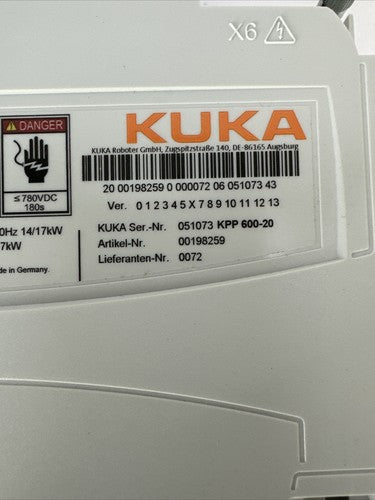 X6
DANGER
KUKA
KUKA Roboter GmbH, Zugspitzstraße 140, DE-86165 Augsburg
20 00198259 0 000072 06 051073 43
≤780VDC
180s
Ver. 0 1 2 3 4 5 X 7 8 9 10 11 12 13
0Hz 14/17kW
KUKA Ser.-Nr. 051073 KPP 600-20
7kW
Artikel-Nr. 00198259
Lieferanten-Nr. 0072
de in Germany.